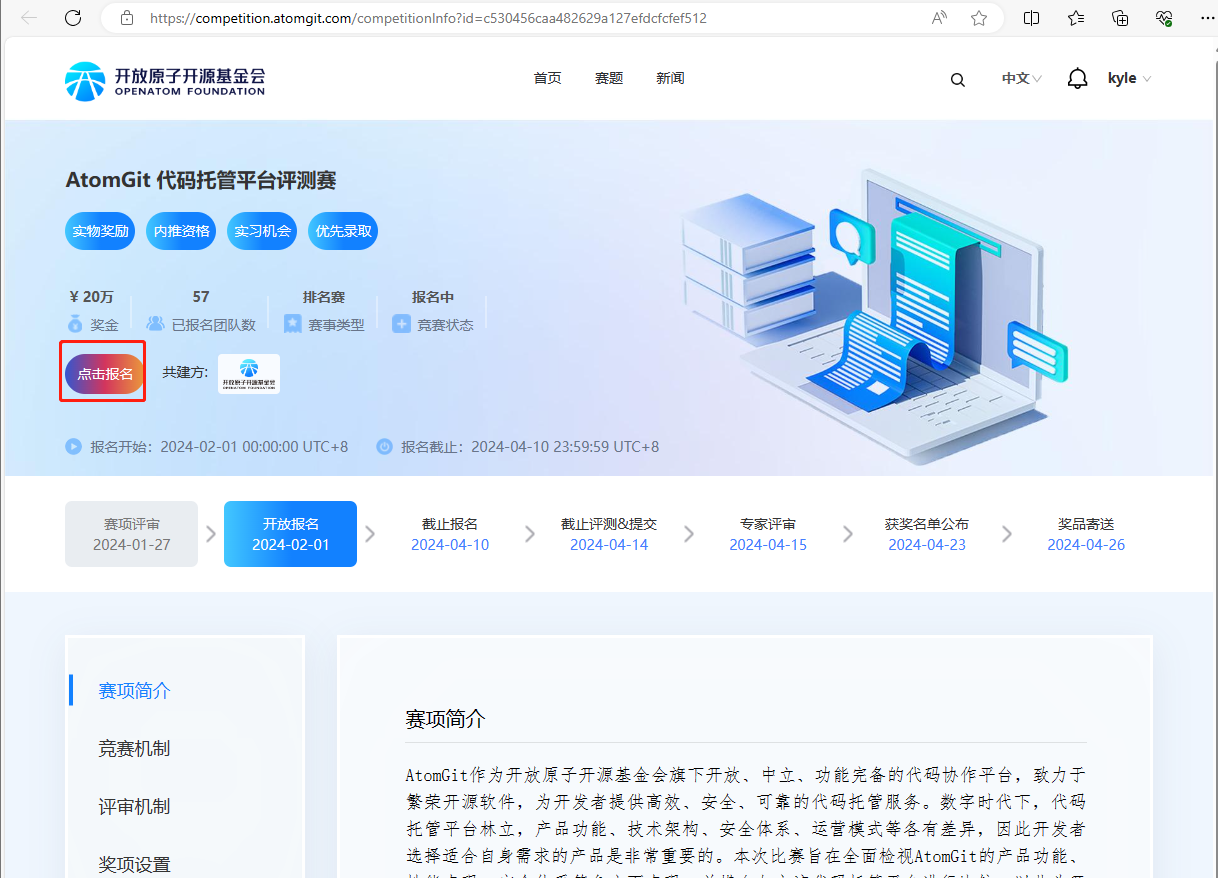 https://competition.atomgit.com/competitionInfo?id=c530456caa482629a127efdcfcfef512
开放原子开源基金会
OPENATOM FOUNDATION
首页 赛题 新闻
中文 kyle
AtomGit 代码托管平台评测赛
实物奖励 内推资格 实习机会 优先录取
¥ 20万 57 排名赛 报名中
奖金 已报名团队数 赛事类型 竞赛状态
点击报名 共建方:
开放原子开源基金会
OPENATOM FOUNDATION
报名开始：2024-02-01 00:00:00 UTC+8 报名截止：2024-04-10 23:59:59 UTC+8
赛项评审 开放报名 截止报名 截止评测&提交 专家评审 获奖名单公布 奖品寄送
2024-01-27 2024-02-01 2024-04-10 2024-04-14 2024-04-15 2024-04-23 2024-04-26
赛项简介
竞赛机制
评审机制
奖项设置
赛项简介
AtomGit作为开放原子开源基金会旗下开放、中立、功能完备的代码协作平台，致力于
繁荣开源软件，为开发者提供高效、安全、可靠的代码托管服务。数字时代下，代码
托管平台林立，产品功能、技术架构、安全体系、运营模式等各有差异，因此开发者
选择适合自身需求的产品是非常重要的。本次比赛旨在全面检视AtomGit的产品功能、